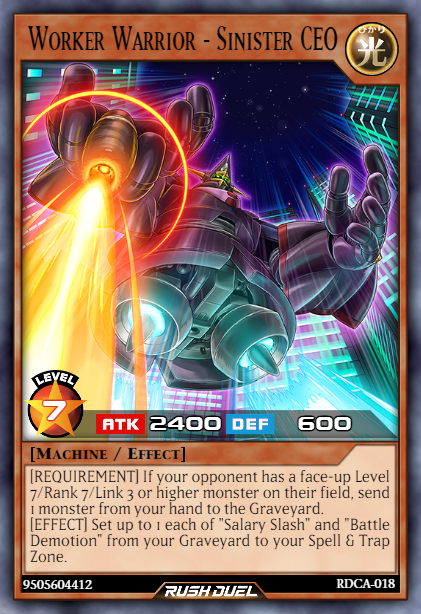 Worker Warrior - Sinister CEO
ひかり
光
LEVEL
7
ATK 2400 DEF 600
[Machine / Effect]
[REQUIREMENT] If your opponent has a face-up Level
7/Rank 7/Link 3 or higher monster on their field, send
1 monster from your hand to the Graveyard.
[EFFECT] Set up to 1 each of "Salary Slash" and "Battle
Demotion" from your Graveyard to your Spell & Trap
Zone.
9505604412 RUSH DUEL RDCA-018